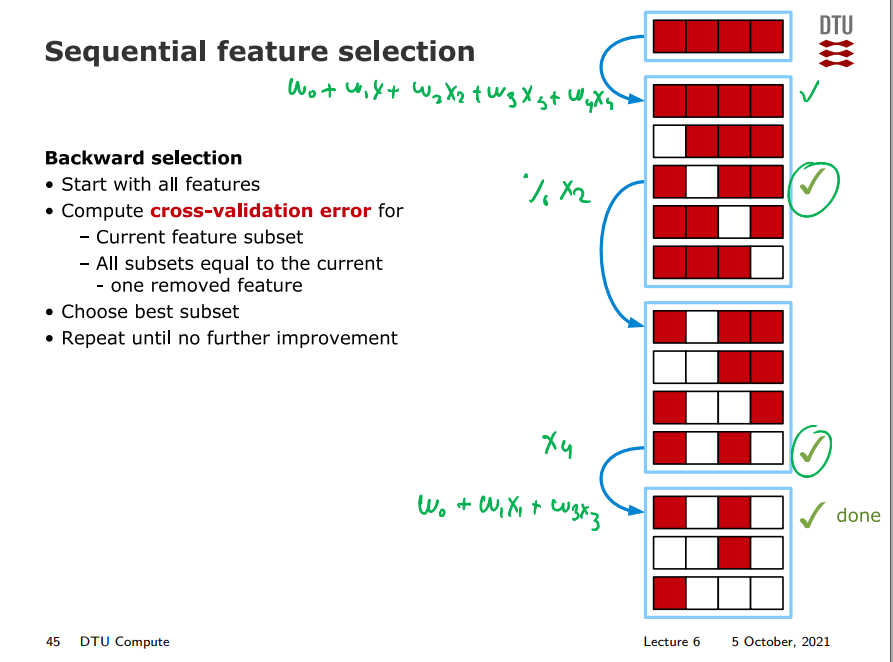 DTU
Sequential feature selection
w₀ + w₁x + w₂x₂ + w₃x₃ + w₄x₄
✓
Backward selection
• Start with all features
• Compute cross-validation error for
– Current feature subset
– All subsets equal to the current
- one removed feature
• Choose best subset
• Repeat until no further improvement
x₂
✓
x₄
✓
w₀ + w₁x₁ + w₃x₃
✓ done
45 DTU Compute
Lecture 6 5 October, 2021